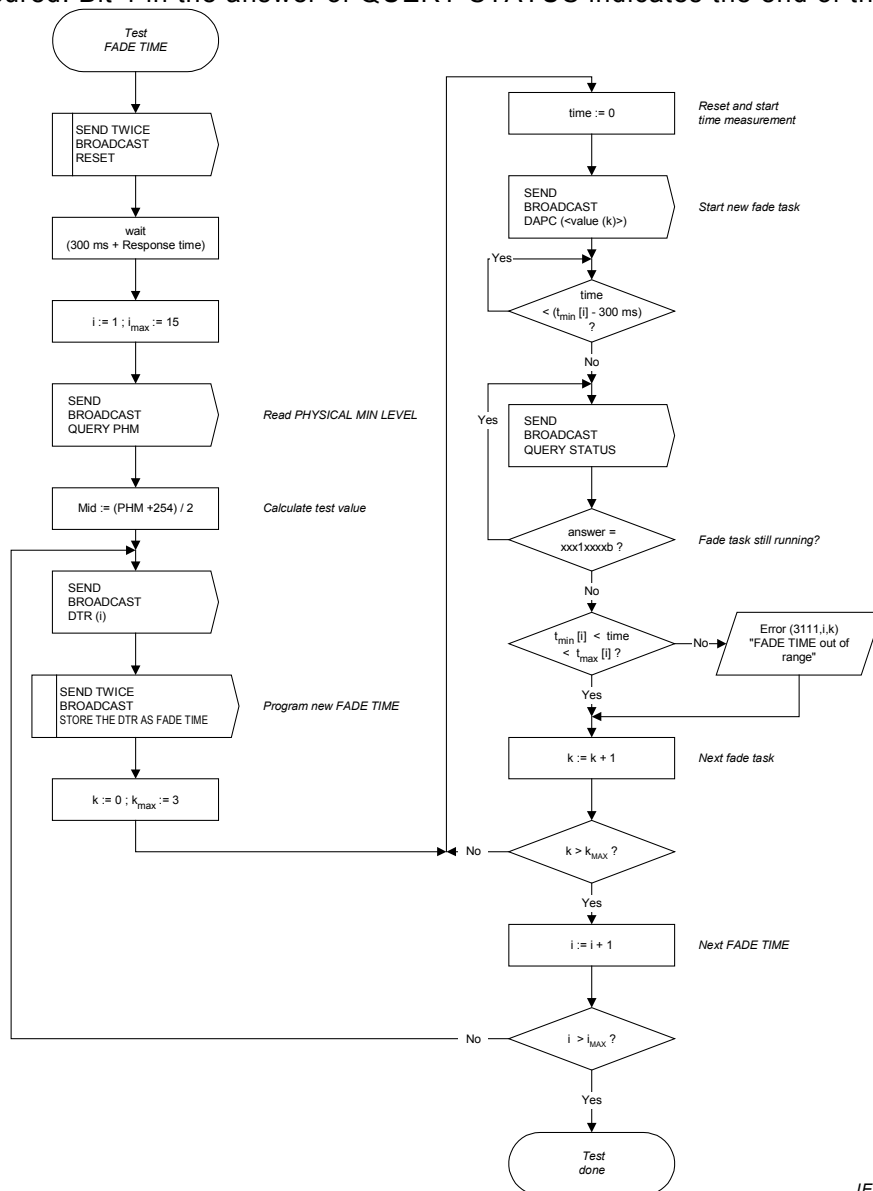 Bit 4 in the answer of QUERY STATUS indicates the end of
Test
FADE TIME
SEND TWICE
BROADCAST
RESET
wait
(300 ms + Response time)
i := 1 ; imax := 15
SEND
BROADCAST
QUERY PHM
Read PHYSICAL MIN LEVEL
Mid := (PHM +254) / 2
Calculate test value
SEND
BROADCAST
DTR (i)
SEND TWICE
BROADCAST
STORE THE DTR AS FADE TIME
Program new FADE TIME
k := 0 ; kmax := 3
time := 0
Reset and start
time measurement
SEND
BROADCAST
DAPC (<value (k)>)
Start new fade task
Yes
time
< (tmin [i] - 300 ms)
?
No
Yes
SEND
BROADCAST
QUERY STATUS
answer =
xxx1xxxxb ?
Fade task still running?
No
tmin [i] < time
< tmax [i] ?
No
Error (3111,i,k)
"FADE TIME out of
range"
Yes
k := k + 1
Next fade task
No
k > kMAX ?
Yes
i := i + 1
Next FADE TIME
No
i > iMAX ?
Yes
Test
done